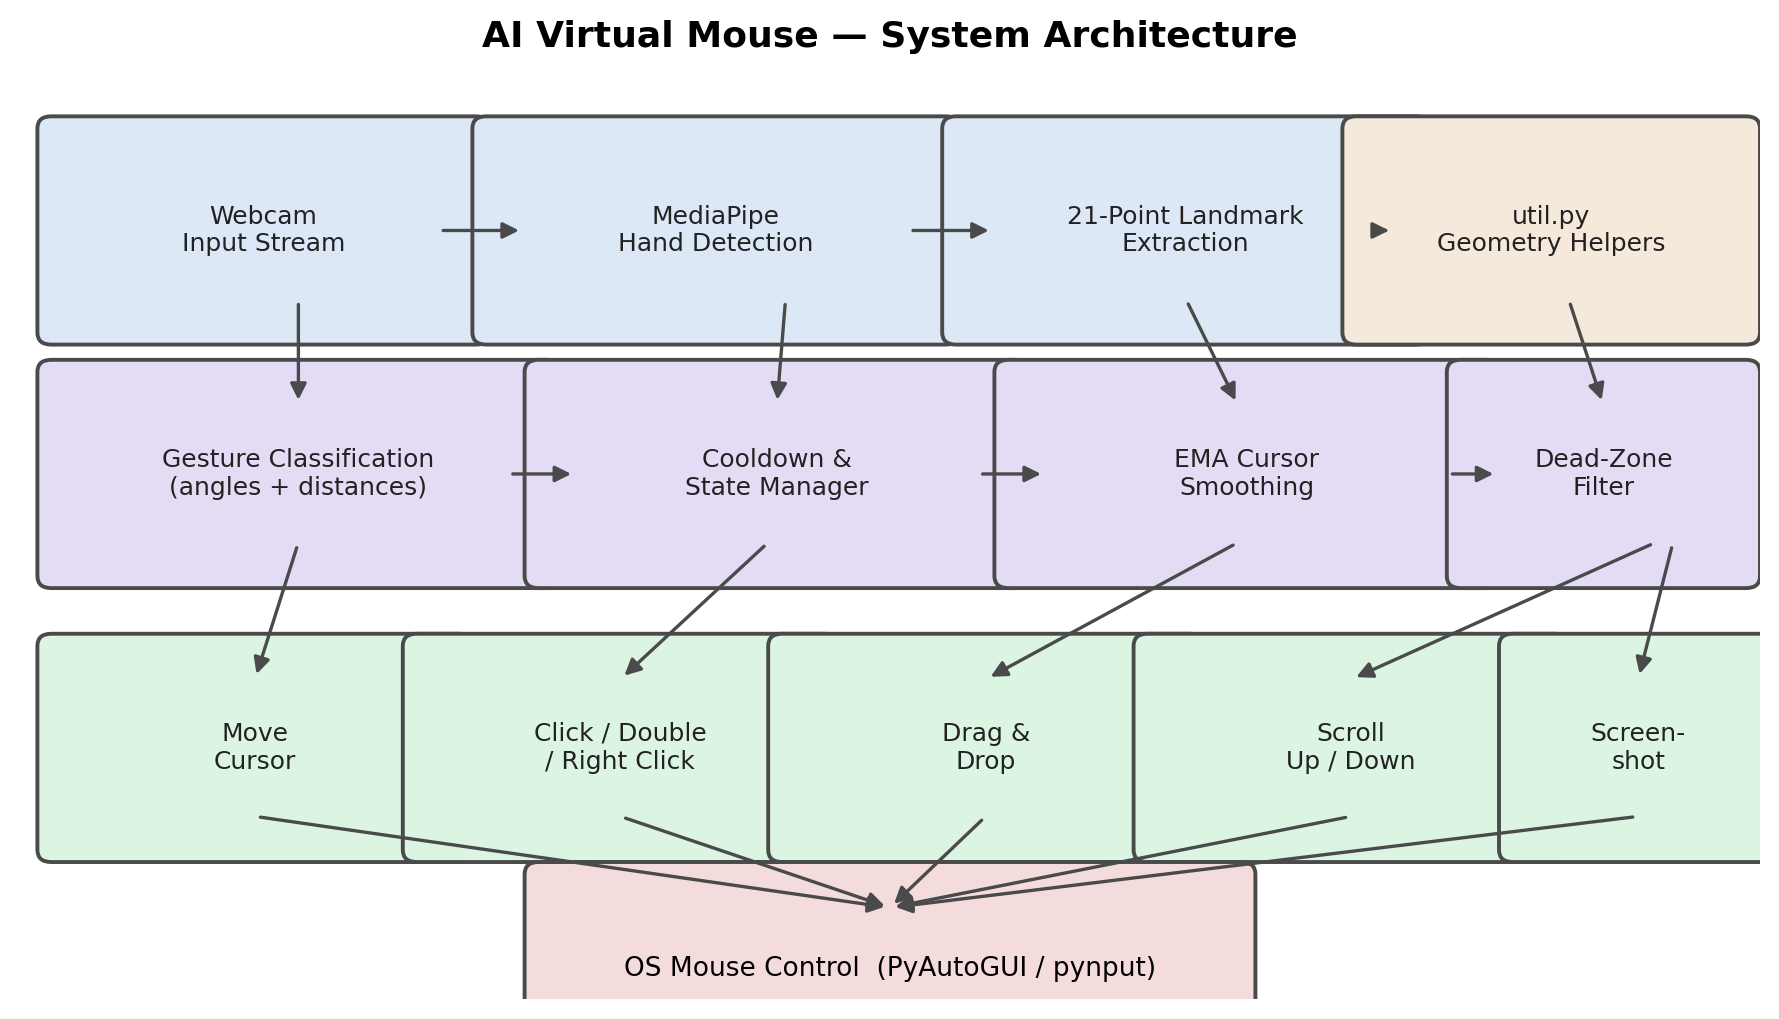 AI Virtual Mouse — System Architecture
Webcam
Input Stream
MediaPipe
Hand Detection
21-Point Landmark
Extraction
util.py
Geometry Helpers
Gesture Classification
(angles + distances)
Cooldown &
State Manager
EMA Cursor
Smoothing
Dead-Zone
Filter
Move
Cursor
Click / Double
/ Right Click
Drag &
Drop
Scroll
Up / Down
Screen-
shot
OS Mouse Control  (PyAutoGUI / pynput)